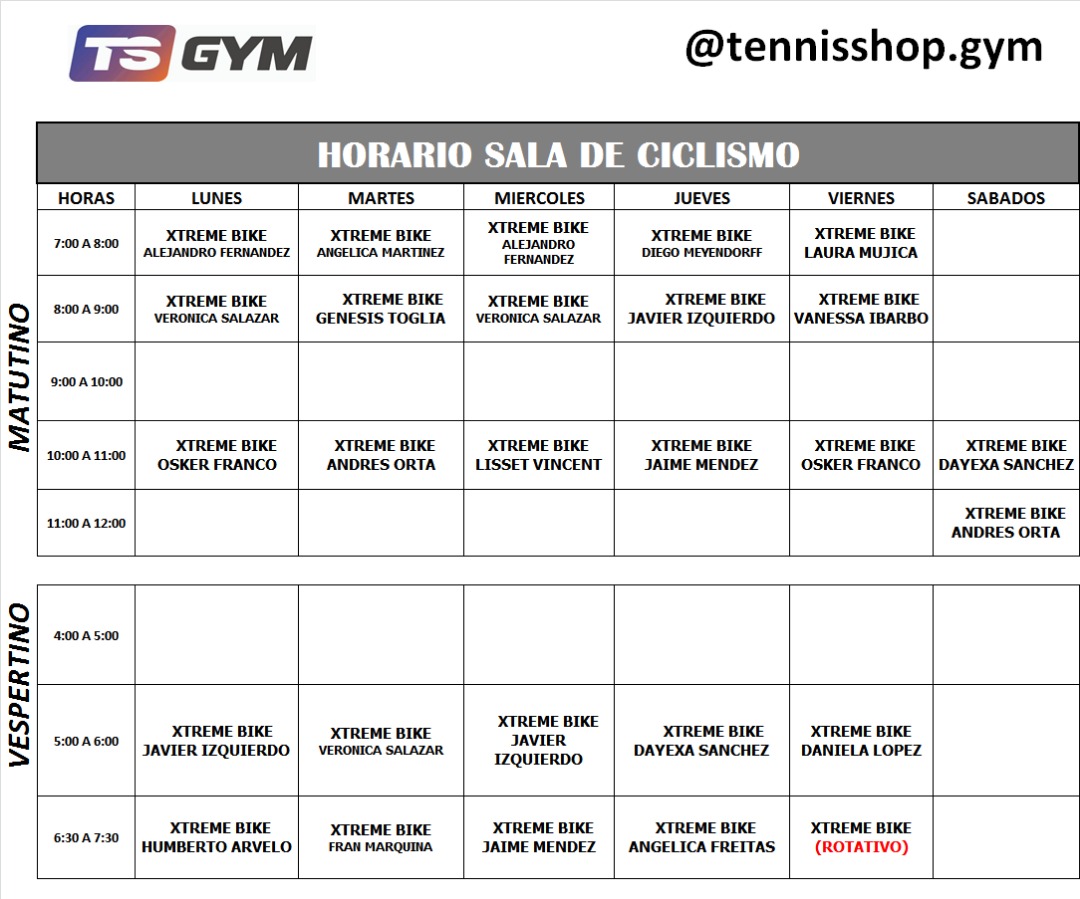 TS GYM
@tennisshop.gym
HORARIO SALA DE CICLISMO
HORAS LUNES MARTES MIERCOLES JUEVES VIERNES SABADOS
MATUTINO
7:00 A 8:00
XTREME BIKE
ALEJANDRO FERNANDEZ
XTREME BIKE
ANGELICA MARTINEZ
XTREME BIKE
ALEJANDRO
FERNANDEZ
XTREME BIKE
DIEGO MEYENDORFF
XTREME BIKE
LAURA MUJICA
8:00 A 9:00
XTREME BIKE
VERONICA SALAZAR
XTREME BIKE
GENESIS TOGLIA
XTREME BIKE
VERONICA SALAZAR
XTREME BIKE
JAVIER IZQUIERDO
XTREME BIKE
VANESSA IBARBO
9:00 A 10:00
10:00 A 11:00
XTREME BIKE
OSKER FRANCO
XTREME BIKE
ANDRES ORTA
XTREME BIKE
LISSET VINCENT
XTREME BIKE
JAIME MENDEZ
XTREME BIKE
OSKER FRANCO
XTREME BIKE
DAYEXA SANCHEZ
11:00 A 12:00
XTREME BIKE
ANDRES ORTA
VESPERTINO
4:00 A 5:00
5:00 A 6:00
XTREME BIKE
JAVIER IZQUIERDO
XTREME BIKE
VERONICA SALAZAR
XTREME BIKE
JAVIER
IZQUIERDO
XTREME BIKE
DAYEXA SANCHEZ
XTREME BIKE
DANIELA LOPEZ
6:30 A 7:30
XTREME BIKE
HUMBERTO ARVELO
XTREME BIKE
FRAN MARQUINA
XTREME BIKE
JAIME MENDEZ
XTREME BIKE
ANGELICA FREITAS
XTREME BIKE
(ROTATIVO)